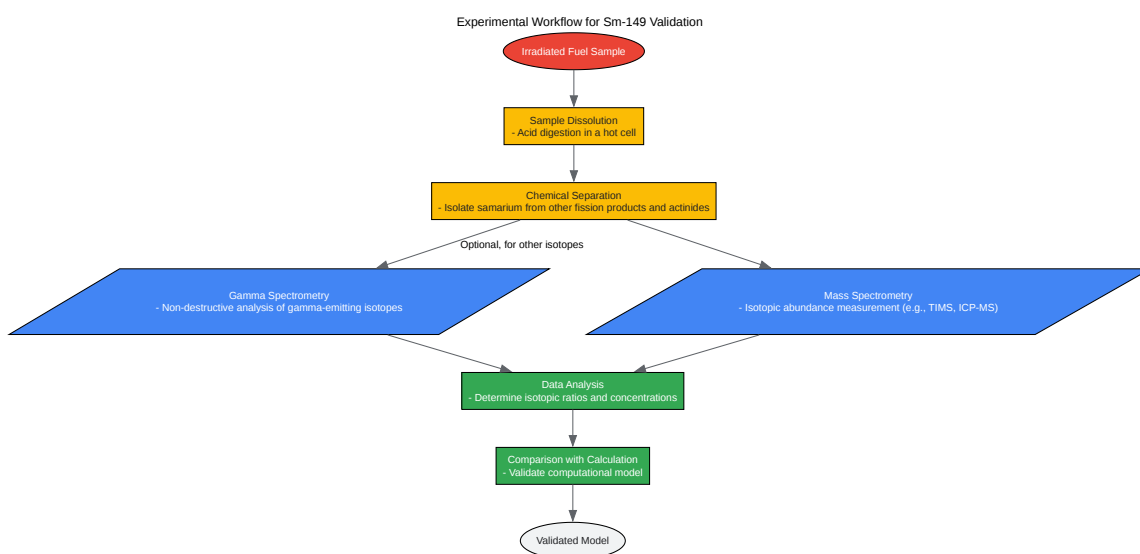 Experimental Workflow for Sm-149 Validation
Irradiated Fuel Sample
Sample Dissolution
- Acid digestion in a hot cell
Chemical Separation
- Isolate samarium from other fission products and actinides
Optional, for other isotopes
Gamma Spectrometry
- Non-destructive analysis of gamma-emitting isotopes
Mass Spectrometry
- Isotopic abundance measurement (e.g., TIMS, ICP-MS)
Data Analysis
- Determine isotopic ratios and concentrations
Comparison with Calculation
- Validate computational model
Validated Model